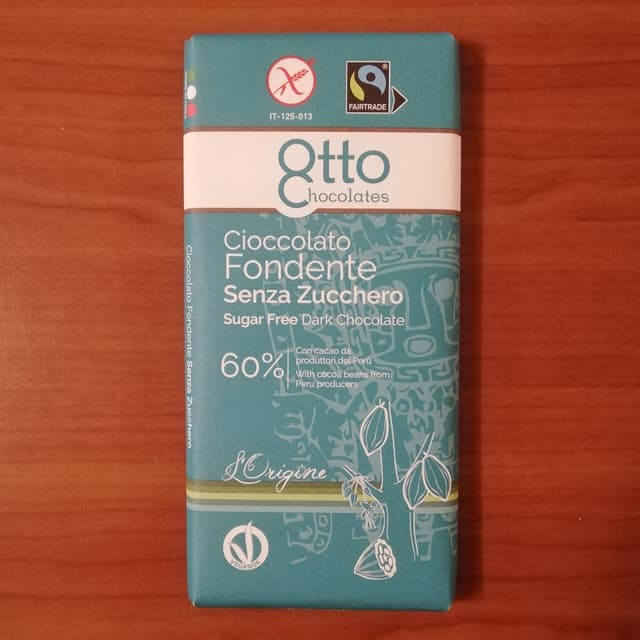 IT-125-013
FAIRTRADE
Otto
Chocolates
Cioccolato
Fondente
Senza Zucchero
Sugar Free Dark Chocolate
60%
Con cacao da
produttori del Perù
With cocoa beans from
Peru producers
L'Origine
VEGANOK
Cioccolato Fondente Senza Zucchero